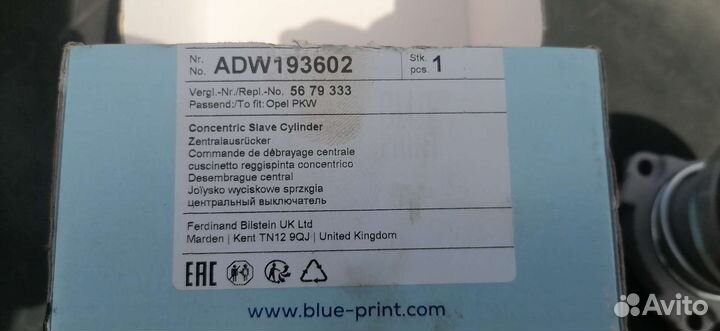 Nr.
No. ADW193602
Stk.
pcs. 1
Vergl.-Nr./Repl.-No. 56 79 333
Passend:/To fit: Opel PKW
Concentric Slave Cylinder
Zentralausrücker
Commande de débrayage centrale
cuscinetto reggispinta concentrico
Desembrague central
Joïysko wyciskowe sprzkgia
центральный выключатель
Ferdinand Bilstein UK Ltd
Marden | Kent TN12 9QJ | United Kingdom
EAC
www.blue-print.com
Avito